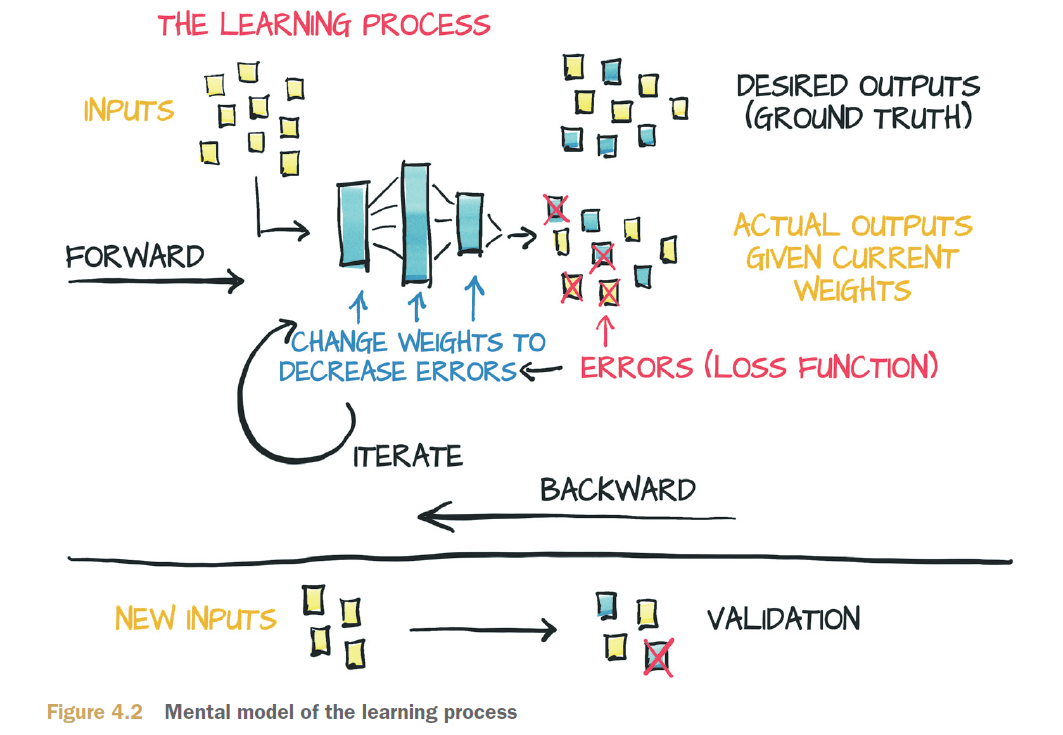 THE LEARNING PROCESS
INPUTS
DESIRED OUTPUTS
(GROUND TRUTH)
FORWARD
ACTUAL OUTPUTS
GIVEN CURRENT
WEIGHTS
CHANGE WEIGHTS TO
DECREASE ERRORS
ERRORS (LOSS FUNCTION)
ITERATE
BACKWARD
NEW INPUTS
VALIDATION
Figure 4.2 Mental model of the learning process